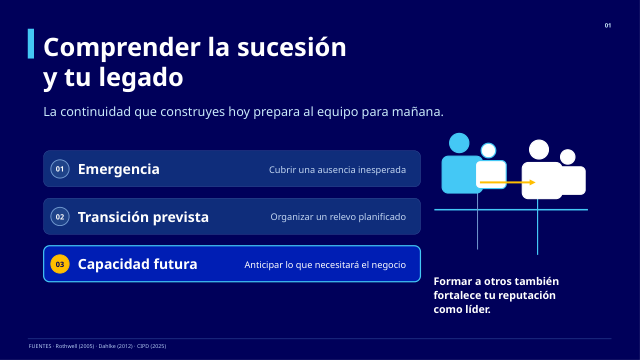 01
Comprender la sucesión
y tu legado
La continuidad que construyes hoy prepara al equipo para mañana.
01 Emergencia Cubrir una ausencia inesperada
02 Transición prevista Organizar un relevo planificado
03 Capacidad futura Anticipar lo que necesitará el negocio
Formar a otros también
fortalece tu reputación
como líder.
FUENTES · Rothwell (2005) · Dahlke (2012) · CIPD (2025)